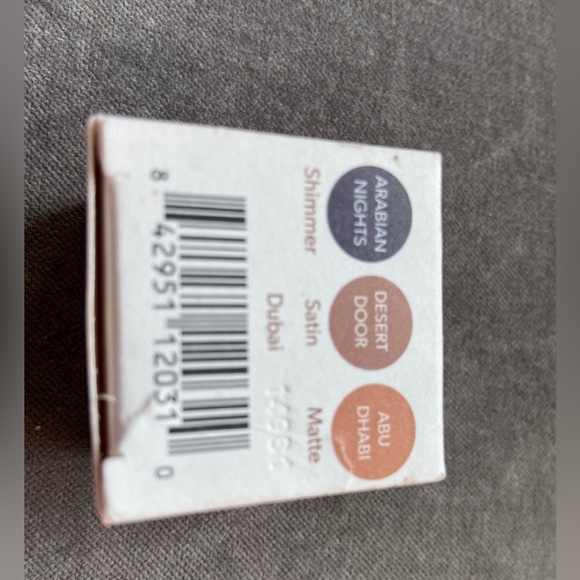 ARABIAN
NIGHTS
DESERT
DOOR
ABU
DHABI
Shimmer Satin Matte
Dubai
8 42951 12031 0